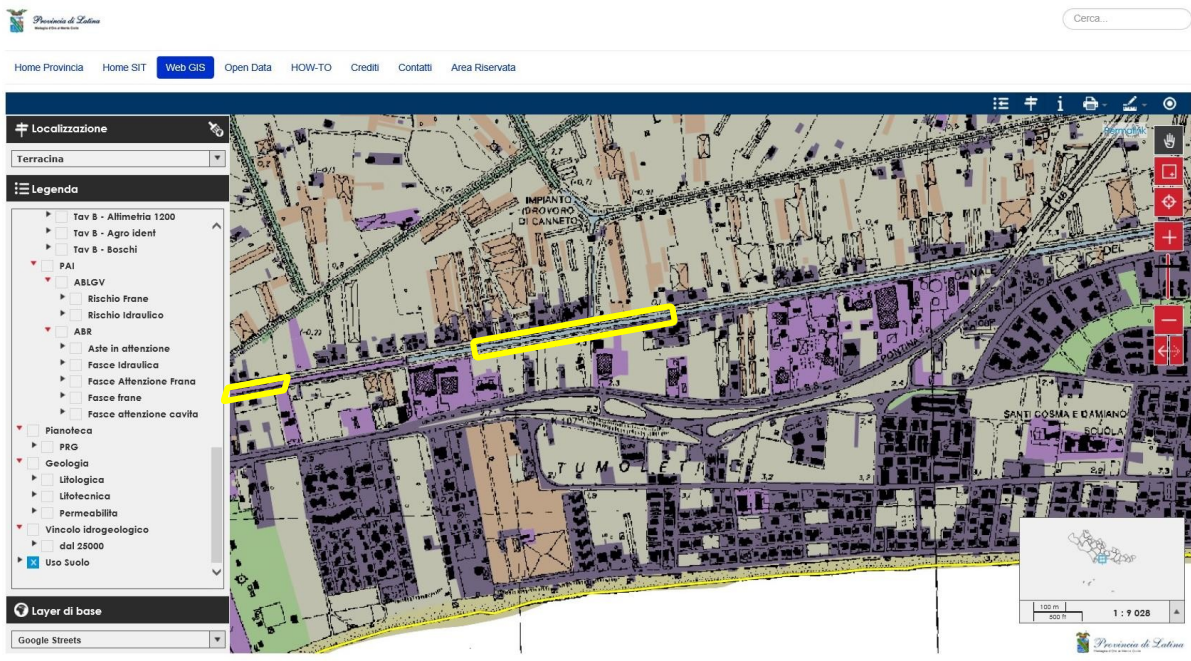 Provincia di Latina
Cerca...
Home Provincia Home SIT Web GIS Open Data HOW-TO Crediti Contatti Area Riservata
Localizzazione
Terracina
Legenda
Tav B - Altimetria 1200
Tav B - Agro ident
Tav B - Boschi
PAI
ABLGV
Rischio Frane
Rischio Idraulico
ABR
Aste in attenzione
Fasce Idraulica
Fasce Attenzione Frana
Fasce frane
Fasce attenzione cavita
Pianoteca
PRG
Geologia
Litologica
Litotecnica
Permeabilita
Vincolo idrogeologico
dal 25000
Uso Suolo
Layer di base
Google Streets
Permalink
IMPIANTO
IDROVORO
DI CANNETO
148
CANALE
DEL
PONTINA
SANTI COSMA E DAMIANO
SCUOLA
TUMOLETI
100 m
500 ft
1 : 9 028
Provincia di Latina